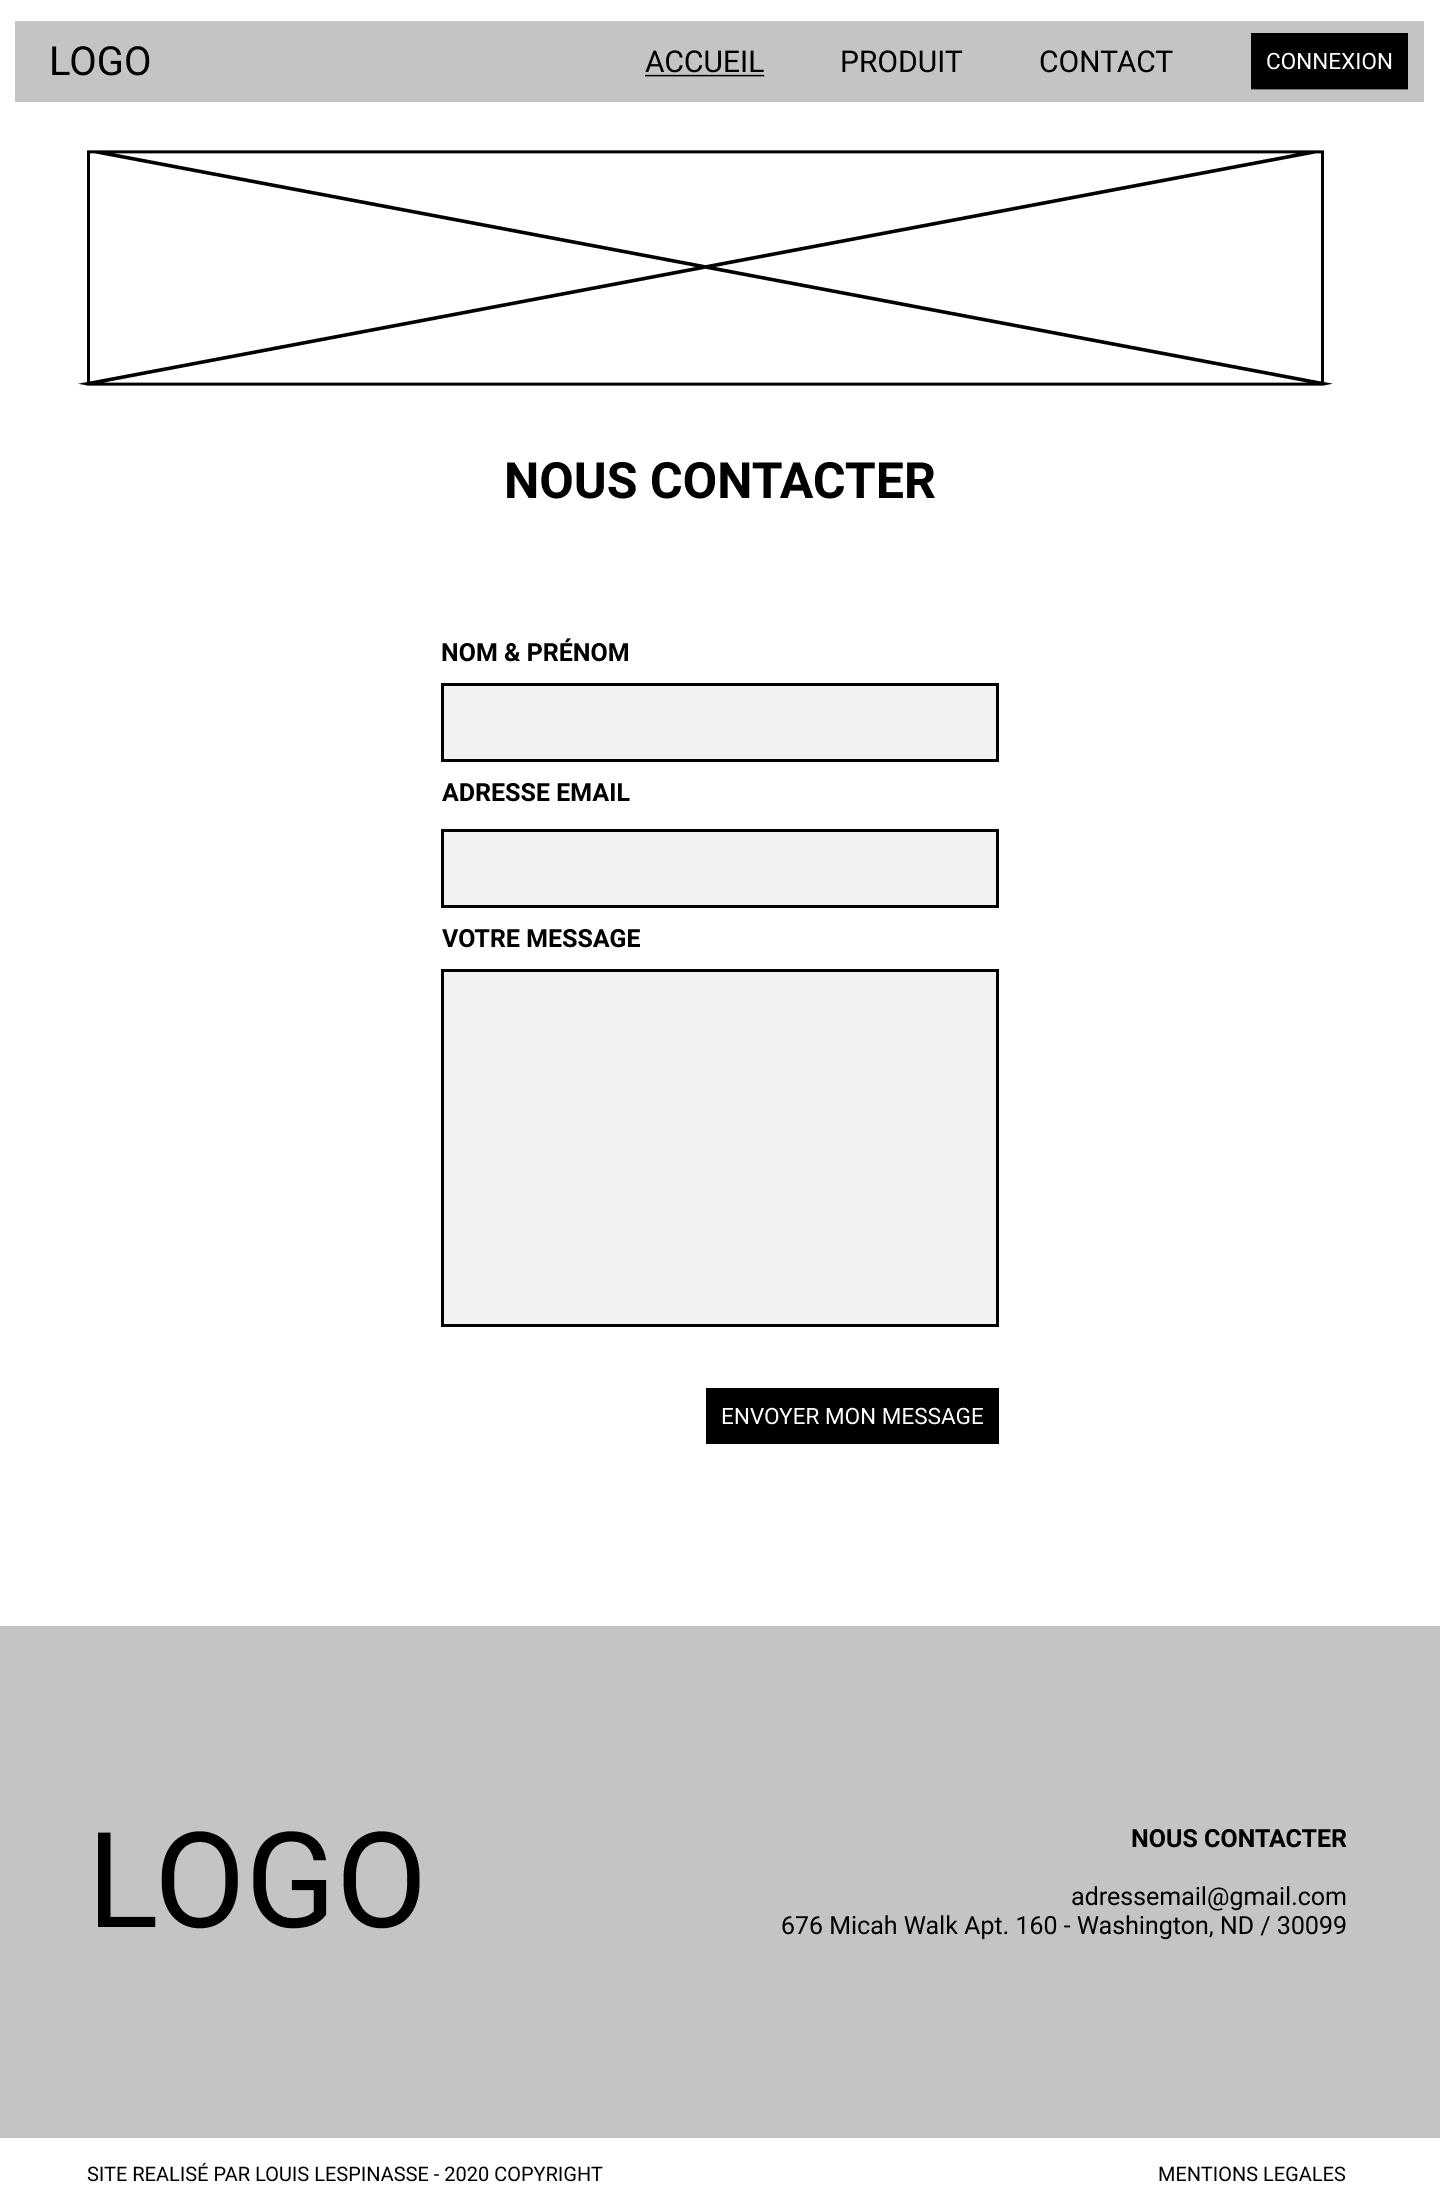 LOGO
ACCUEIL
PRODUIT
CONTACT
CONNEXION
NOUS CONTACTER
NOM & PRÉNOM
ADRESSE EMAIL
VOTRE MESSAGE
ENVOYER MON MESSAGE
LOGO
NOUS CONTACTER
adressemail@gmail.com
676 Micah Walk Apt. 160 - Washington, ND / 30099
SITE REALISÉ PAR LOUIS LESPINASSE - 2020 COPYRIGHT
MENTIONS LEGALES